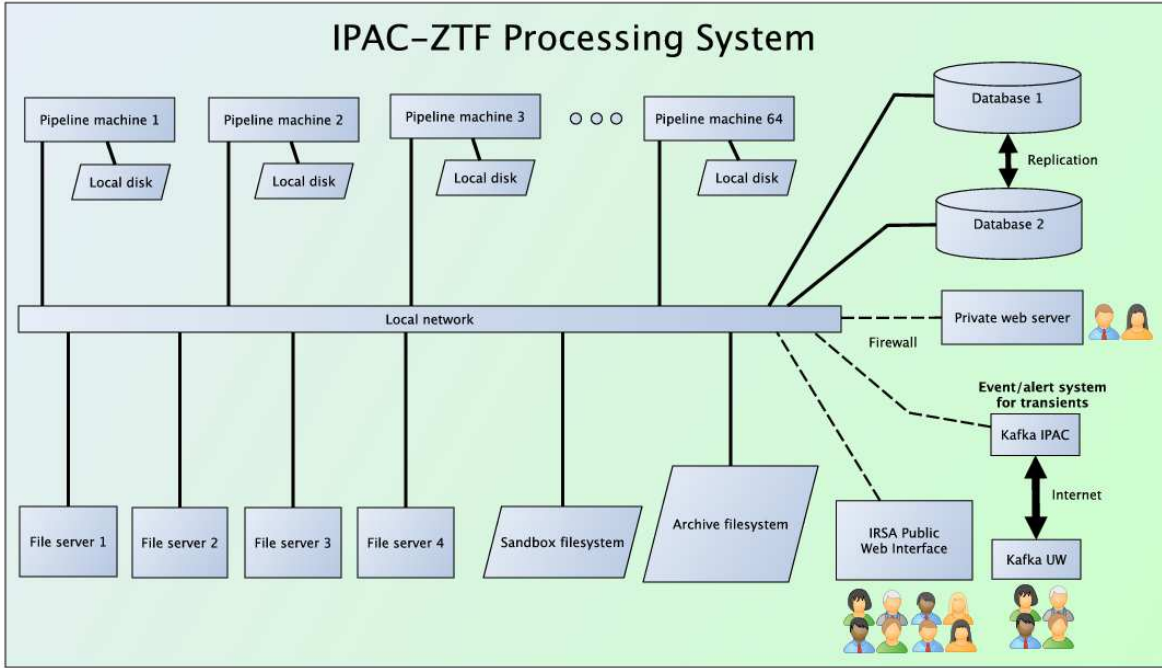 IPAC-ZTF Processing System
Pipeline machine 1
Local disk
Pipeline machine 2
Local disk
Pipeline machine 3
Local disk
Pipeline machine 64
Local disk
Database 1
Replication
Database 2
Local network
Private web server
Firewall
Event/alert system
for transients
Kafka IPAC
Internet
Kafka UW
File server 1
File server 2
File server 3
File server 4
Sandbox filesystem
Archive filesystem
IRSA Public
Web Interface